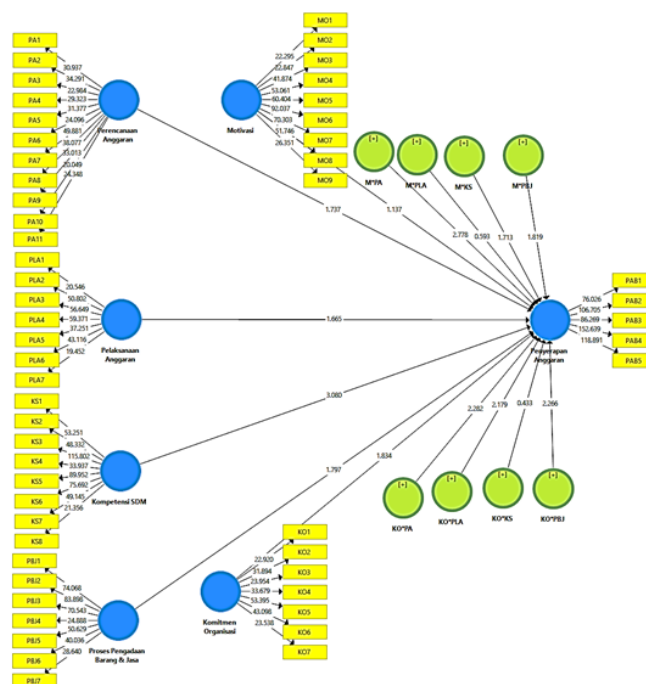 PA1
PA2
PA3
PA4
PA5
PA6
PA7
PA8
PA9
PA10
PA11
30.937
34.291
22.984
29.323
31.377
24.096
49.881
38.077
33.013
20.049
24.348
Perencanaan
Anggaran
MO1
MO2
MO3
MO4
MO5
MO6
MO7
MO8
MO9
22.295
22.847
41.874
53.061
60.404
92.037
70.303
51.746
26.351
Motivasi
[+]
M*PA
[+]
M*PLA
[+]
M*KS
[+]
M*PBJ
1.737
1.137
2.778
0.593
1.713
1.819
PLA1
PLA2
PLA3
PLA4
PLA5
PLA6
PLA7
20.546
50.802
56.649
59.371
37.251
43.116
19.452
Pelaksanaan
Anggaran
1.665
PAB1
PAB2
PAB3
PAB4
PAB5
76.026
106.705
86.269
152.639
118.891
Penyerapan
Anggaran
KS1
KS2
KS3
KS4
KS5
KS6
KS7
KS8
53.251
48.332
115.802
33.937
89.952
75.692
49.145
21.356
Kompetensi SDM
3.080
1.797
1.834
2.282
2.179
0.433
2.266
[+]
KO*PA
[+]
KO*PLA
[+]
KO*KS
[+]
KO*PBJ
PBJ1
PBJ2
PBJ3
PBJ4
PBJ5
PBJ6
PBJ7
74.068
83.898
70.543
24.888
50.629
40.036
28.640
Proses Pengadaan
Barang & Jasa
KO1
KO2
KO3
KO4
KO5
KO6
KO7
22.920
31.894
23.954
33.679
53.395
43.098
23.538
Komitmen
Organisasi